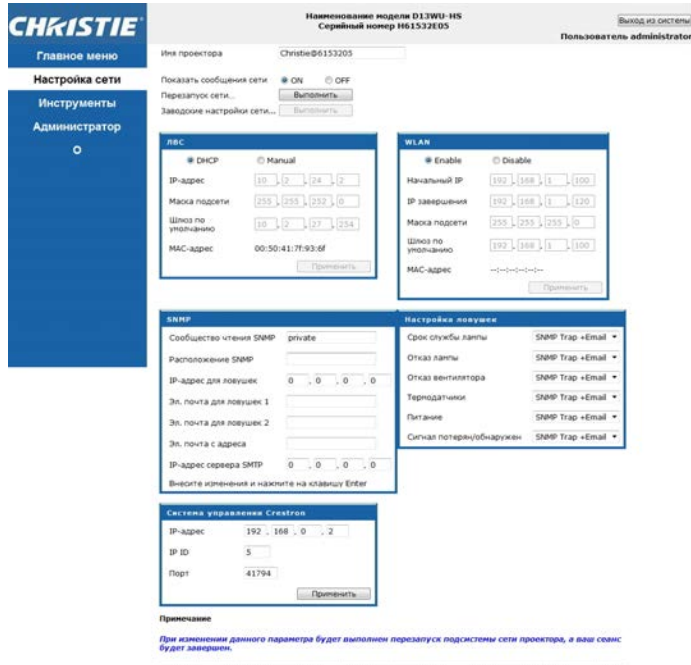 CHRISTIE
Наименование модели D13WU-HS
Серийный номер H61532E05
Выход из системы
Пользователь administrator
Главное меню
Настройка сети
Инструменты
Администратор
Имя проектора Christie@6153205
Показать сообщения сети ON OFF
Перезапуск сети... Выполнить
Заводские настройки сети... Выполнить
ЛВС
DHCP Manual
IP-адрес 10 . 2 . 24 . 2
Маска подсети 255 . 255 . 252 . 0
Шлюз по
умолчанию 10 . 2 . 27 . 254
MAC-адрес 00:50:41:7f:93:6f
Применить
WLAN
Enable Disable
Начальный IP 192 . 168 . 1 . 100
IP завершения 192 . 168 . 1 . 120
Маска подсети 255 . 255 . 255 . 0
Шлюз по
умолчанию 192 . 168 . 1 . 100
MAC-адрес --:--:--:--:--:--
Применить
SNMP
Сообщество чтения SNMP private
Расположение SNMP
IP-адрес для ловушек 0 . 0 . 0 . 0
Эл. почта для ловушек 1
Эл. почта для ловушек 2
Эл. почта с адреса
IP-адрес сервера SMTP 0 . 0 . 0 . 0
Внесите изменения и нажмите на клавишу Enter
Настройка ловушек
Срок службы лампы SNMP Trap +Email
Отказ лампы SNMP Trap +Email
Отказ вентилятора SNMP Trap +Email
Термодатчики SNMP Trap +Email
Питание SNMP Trap +Email
Сигнал потерян/обнаружен SNMP Trap +Email
Система управления Crestron
IP-адрес 192 . 168 . 0 . 2
IP ID 5
Порт 41794
Применить
Примечание
При изменении данного параметра будет выполнен перезапуск подсистемы сети проектора, а ваш сеанс
будет завершен.